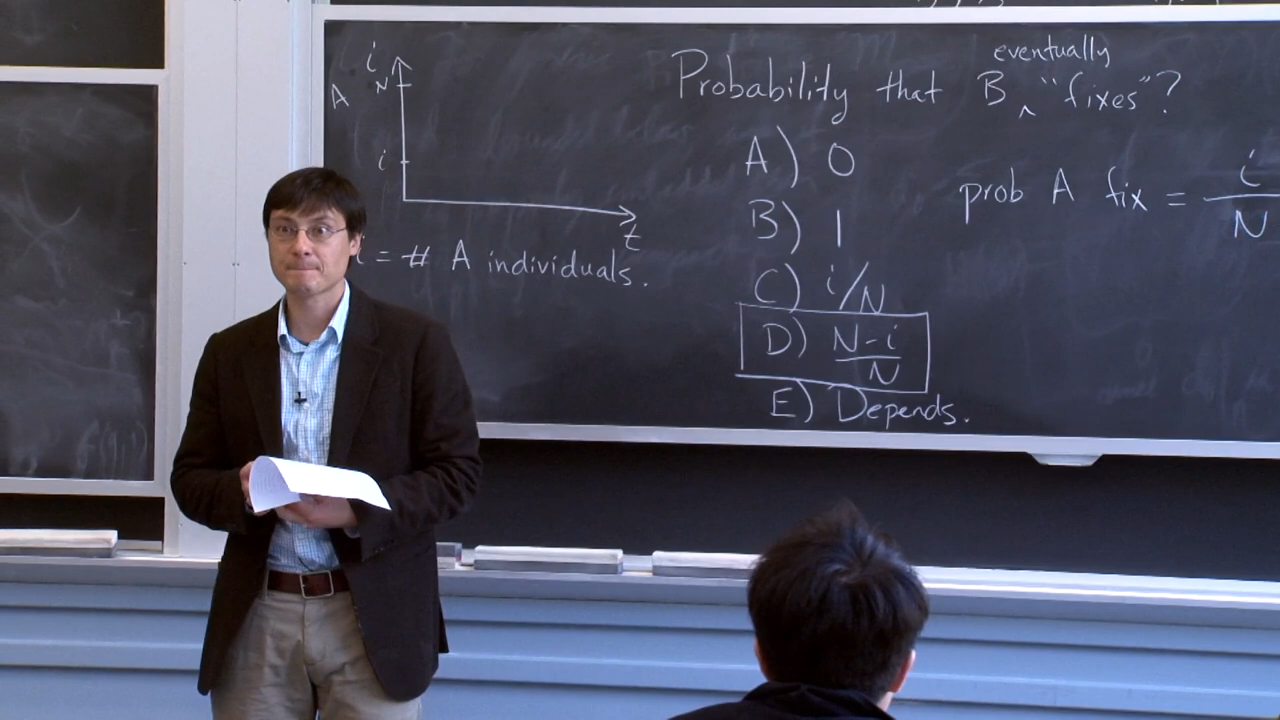 i
N
A
i
t
i = # A individuals.
eventually
Probability that B ‸ "fixes"?
A) 0
B) 1
C) i/N
D) N-i
N
E) Depends.
prob A fix = i
N